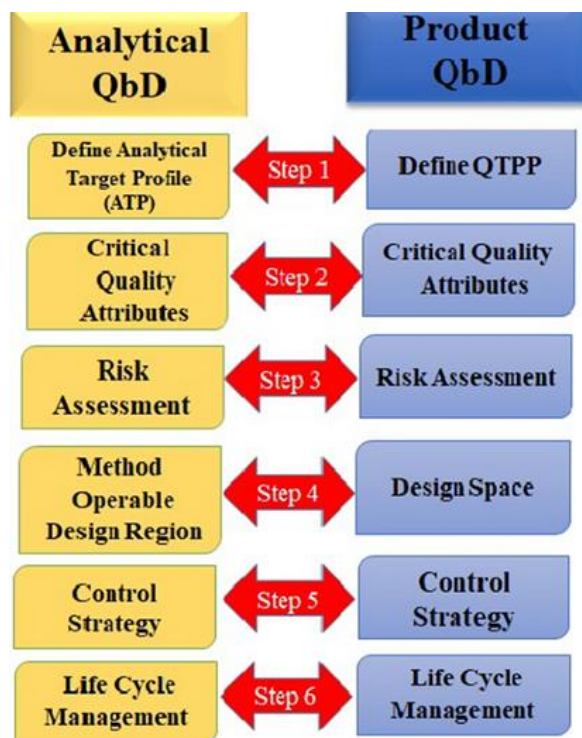 Analytical
QbD
Product
QbD
Define Analytical
Target Profile
(ATP)
Step 1
Define QTPP
Critical
Quality
Attributes
Step 2
Critical Quality
Attributes
Risk
Assessment
Step 3
Risk Assessment
Method
Operable
Design Region
Step 4
Design Space
Control
Strategy
Step 5
Control
Strategy
Life Cycle
Management
Step 6
Life Cycle
Management